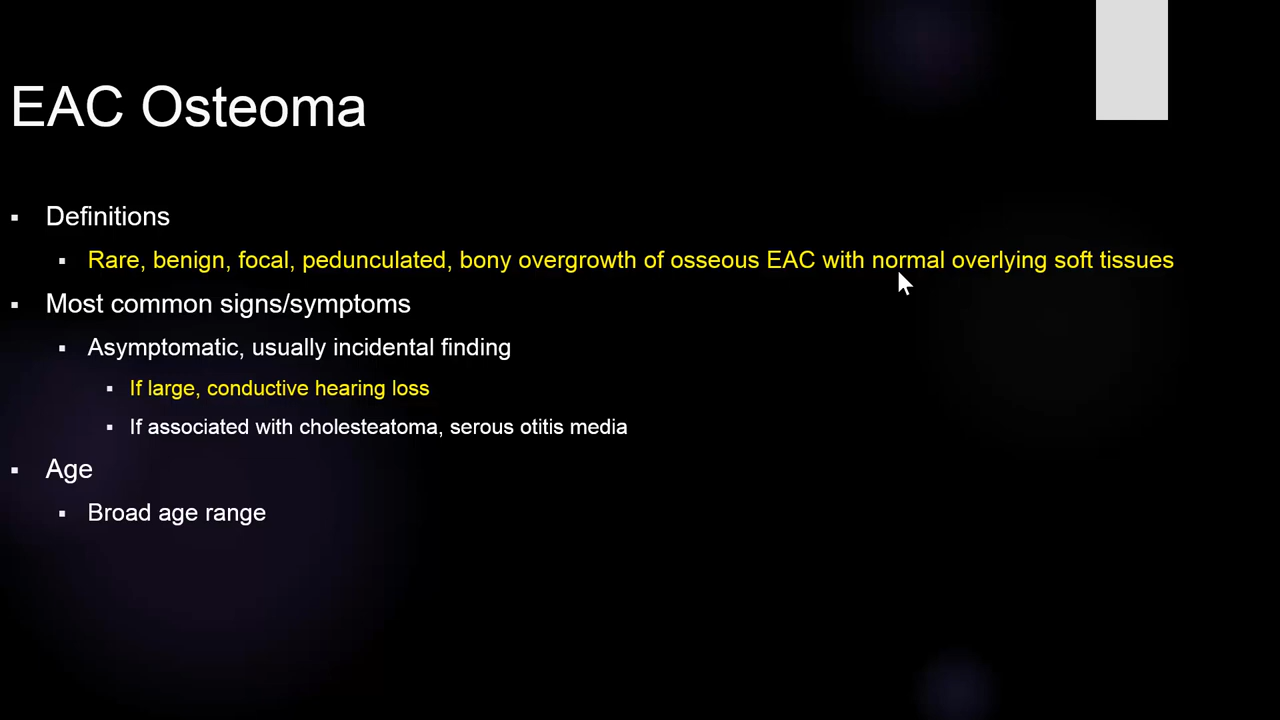 EAC Osteoma
▪ Definitions
▪ Rare, benign, focal, pedunculated, bony overgrowth of osseous EAC with normal overlying soft tissues
▪ Most common signs/symptoms
▪ Asymptomatic, usually incidental finding
▪ If large, conductive hearing loss
▪ If associated with cholesteatoma, serous otitis media
▪ Age
▪ Broad age range